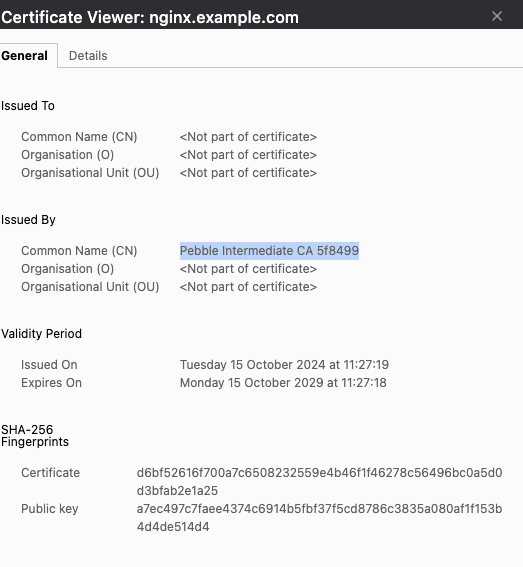 Certificate Viewer: nginx.example.com
General Details
Issued To
Common Name (CN) <Not part of certificate>
Organisation (O) <Not part of certificate>
Organisational Unit (OU) <Not part of certificate>
Issued By
Common Name (CN) Pebble Intermediate CA 5f8499
Organisation (O) <Not part of certificate>
Organisational Unit (OU) <Not part of certificate>
Validity Period
Issued On Tuesday 15 October 2024 at 11:27:19
Expires On Monday 15 October 2029 at 11:27:18
SHA-256
Fingerprints
Certificate d6bf52616f700a7c6508232559e4b46f1f46278c56496bc0a5d0
d3bfab2e1a25
Public key a7ec497c7faee4374c6914b5fbf37f5cd8786c3835a080af1f153b
4d4de514d4